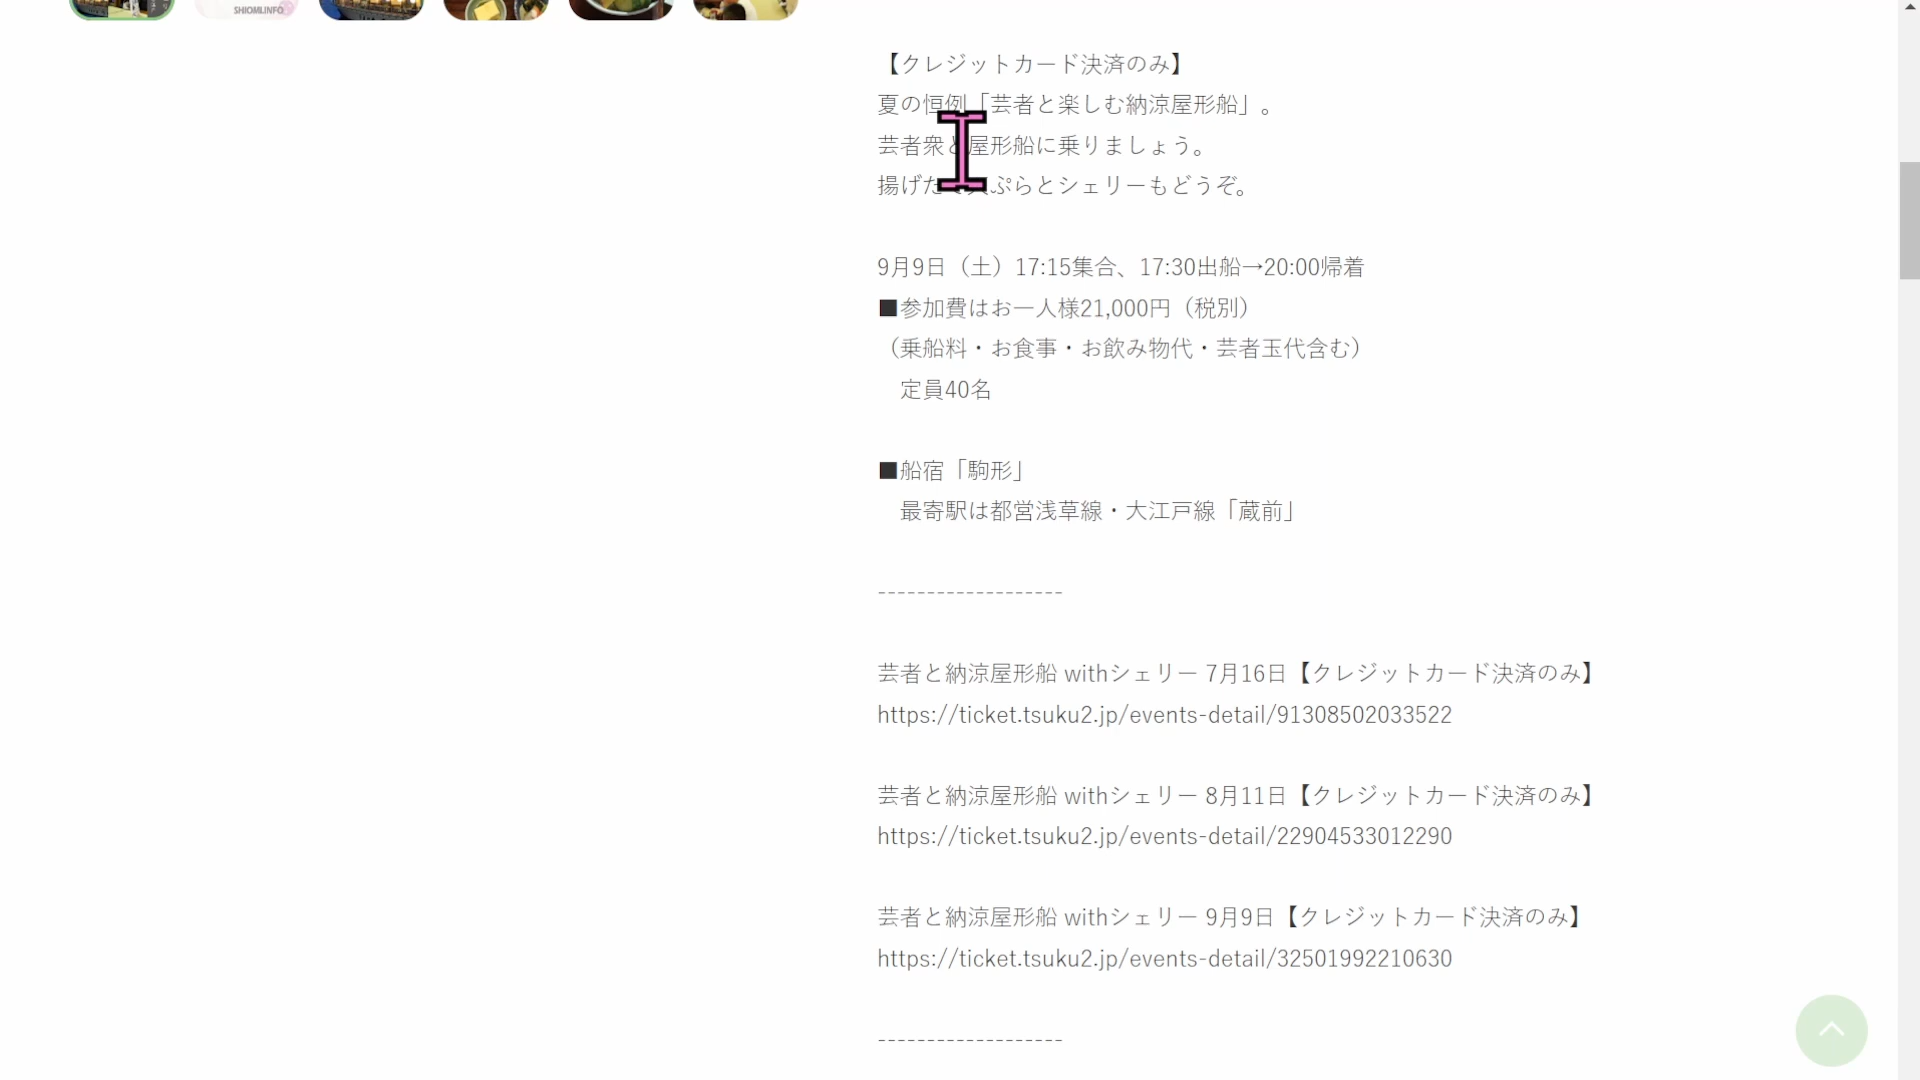 SHIOMI.INFO
【クレジットカード決済のみ】
夏の恒例「芸者と楽しむ納涼屋形船」。
芸者衆と屋形船に乗りましょう。
揚げたて天ぷらとシェリーもどうぞ。
9月9日（土）17:15集合、17:30出船→20:00帰着
■参加費はお一人様21,000円（税別）
（乗船料・お食事・お飲み物代・芸者玉代含む）
　定員40名
■船宿「駒形」
　最寄駅は都営浅草線・大江戸線「蔵前」
-------------------
芸者と納涼屋形船 withシェリー 7月16日【クレジットカード決済のみ】
https://ticket.tsuku2.jp/events-detail/91308502033522
芸者と納涼屋形船 withシェリー 8月11日【クレジットカード決済のみ】
https://ticket.tsuku2.jp/events-detail/22904533012290
芸者と納涼屋形船 withシェリー 9月9日【クレジットカード決済のみ】
https://ticket.tsuku2.jp/events-detail/32501992210630
-------------------